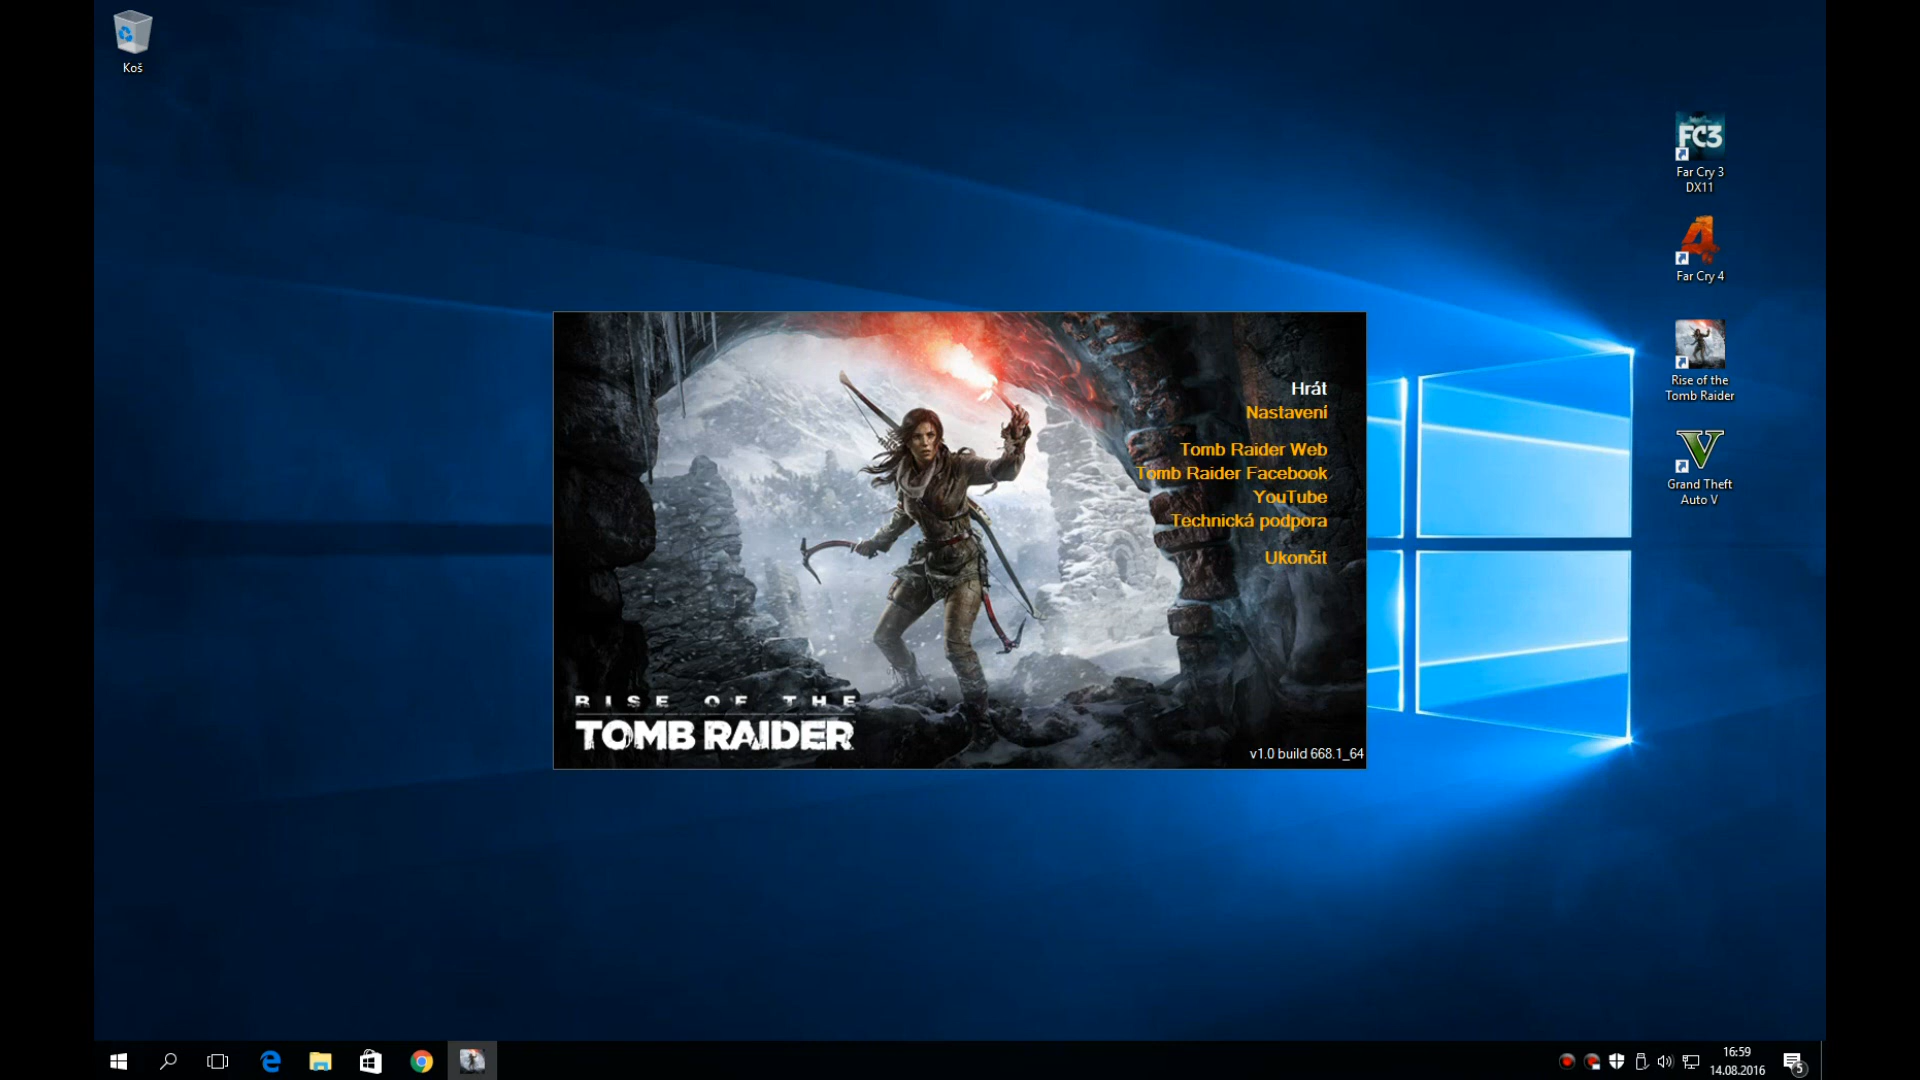 Koš
FC3
Far Cry 3
DX11
4
Far Cry 4
Rise of the
Tomb Raider
V
Grand Theft
Auto V
Hrát
Nastavení
Tomb Raider Web
Tomb Raider Facebook
YouTube
Technická podpora
Ukončit
RISE OF THE
TOMB RAIDER
v1.0 build 668.1_64
16:59
14.08.2016
5